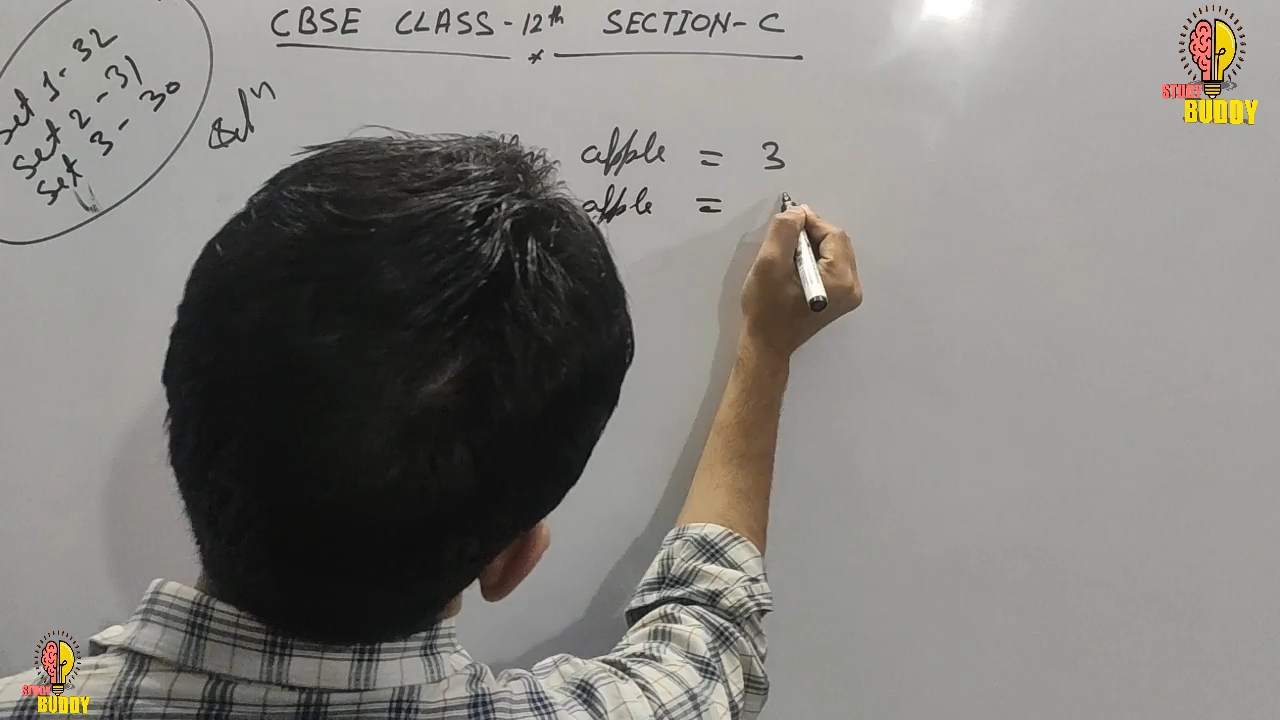 CBSE CLASS-12th SECTION-C
Set 1-32
Set 2-31
Set 3-30
Solⁿ
apple = 3
apple =
STUDY
BUDDY
STUDY
BUDDY